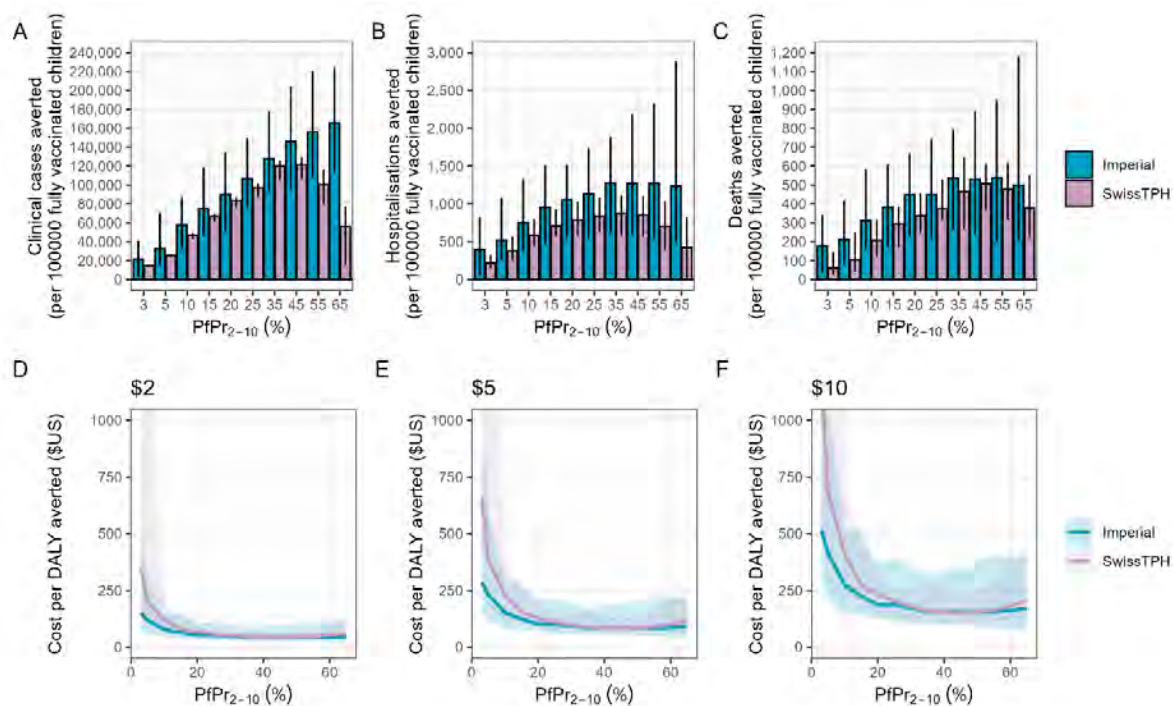 A
Clinical cases averted
(per 100000 fully vaccinated children)
240,000
220,000
200,000
180,000
160,000
140,000
120,000
100,000
80,000
60,000
40,000
20,000
0
3 5 10 15 20 25 35 45 55 65
PfPr2–10 (%)
B
Hospitalisations averted
(per 100000 fully vaccinated children)
3,000
2,500
2,000
1,500
1,000
500
0
3 5 10 15 20 25 35 45 55 65
PfPr2–10 (%)
C
Deaths averted
(per 100000 fully vaccinated children)
1,200
1,100
1,000
900
800
700
600
500
400
300
200
100
0
3 5 10 15 20 25 35 45 55 65
PfPr2–10 (%)
Imperial
SwissTPH
D
$2
Cost per DALY averted ($US)
1000
750
500
250
0
0 20 40 60
PfPr2–10 (%)
E
$5
Cost per DALY averted ($US)
1000
750
500
250
0
0 20 40 60
PfPr2–10 (%)
F
$10
Cost per DALY averted ($US)
1000
750
500
250
0
0 20 40 60
PfPr2–10 (%)
Imperial
SwissTPH